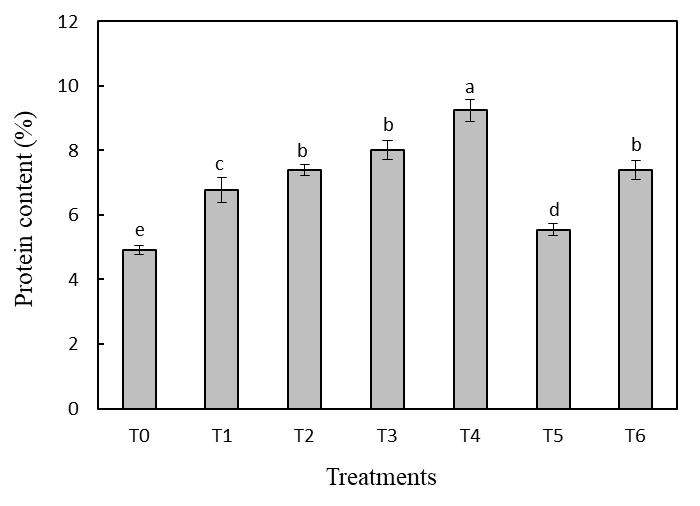 12
10
8
6
4
2
0
Protein content (%)
e
c
b
b
a
d
b
T0 T1 T2 T3 T4 T5 T6
Treatments